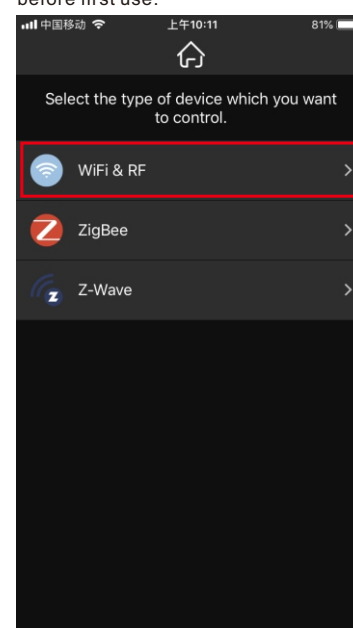 before first use.
中国移动 上午10:11 81%
Select the type of device which you want
to control.
WiFi & RF
ZigBee
Z-Wave